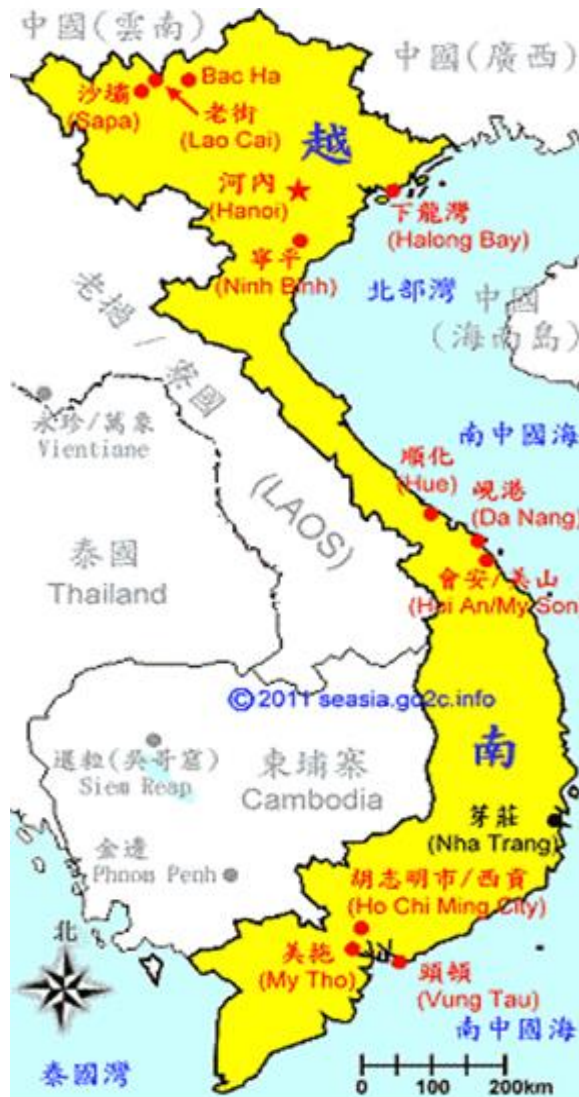 中國(雲南)
中國(廣西)
Bac Ha
沙壩
(Sapa)
老街
(Lao Cai)
越
河內
(Hanoi)
下龍灣
(Halong Bay)
寧平
(Ninh Binh)
北部灣
中國
(海南島)
老撾 / 寮國
(LAOS)
永珍/萬象
Vientiane
南中國海
順化
(Hue)
峴港
(Da Nang)
泰國
Thailand
會安/美山
(Hoi An/My Son)
© 2011 seasia.go2c.info
南
暹粒(吳哥窟)
Siem Reap
柬埔寨
Cambodia
芽莊
(Nha Trang)
金邊
Phnom Penh
胡志明市/西貢
(Ho Chi Ming City)
北
美拖
(My Tho)
頭頓
(Vung Tau)
南中國海
泰國灣
0 100 200km